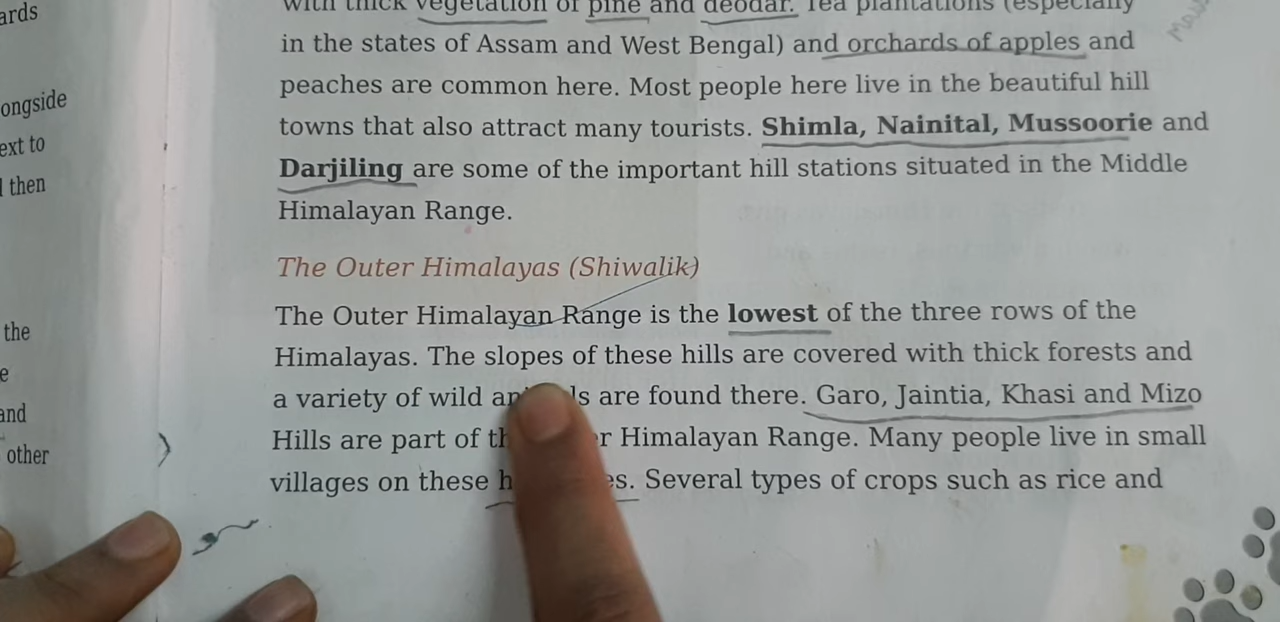 ards
ongside
ext to
then
the
e
and
other
with thick vegetation of pine and deodar. Tea plantations (especially
in the states of Assam and West Bengal) and orchards of apples and
peaches are common here. Most people here live in the beautiful hill
towns that also attract many tourists. Shimla, Nainital, Mussoorie and
Darjiling are some of the important hill stations situated in the Middle
Himalayan Range.
The Outer Himalayas (Shiwalik)
The Outer Himalayan Range is the lowest of the three rows of the
Himalayas. The slopes of these hills are covered with thick forests and
a variety of wild an ls are found there. Garo, Jaintia, Khasi and Mizo
Hills are part of th r Himalayan Range. Many people live in small
villages on these h es. Several types of crops such as rice and